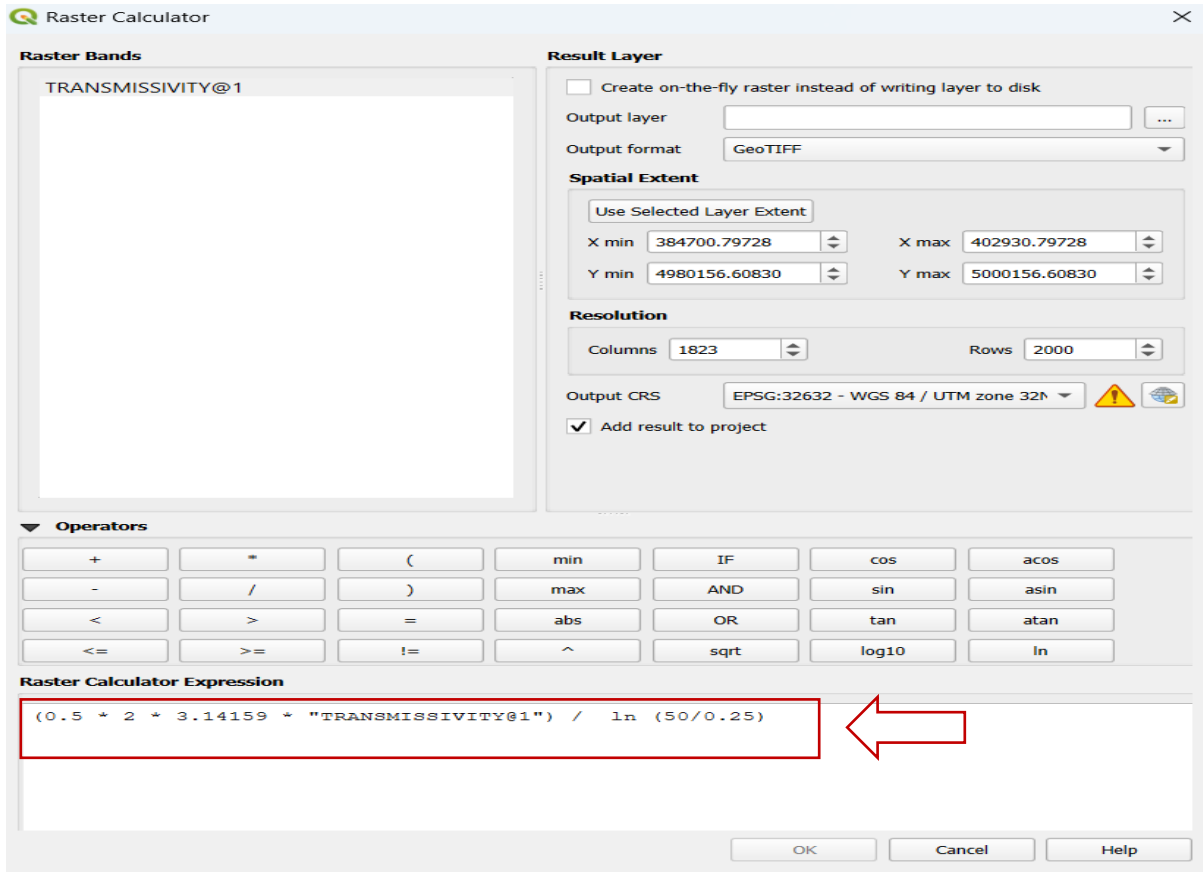 Raster Calculator
Raster Bands
TRANSMISSIVITY@1
Result Layer
Create on-the-fly raster instead of writing layer to disk
Output layer ...
Output format GeoTIFF
Spatial Extent
Use Selected Layer Extent
X min 384700.79728 X max 402930.79728
Y min 4980156.60830 Y max 5000156.60830
Resolution
Columns 1823 Rows 2000
Output CRS EPSG:32632 - WGS 84 / UTM zone 32N
Add result to project
Operators
+ * ( min IF cos acos
- / ) max AND sin asin
< > = abs OR tan atan
<= >= != ^ sqrt log10 ln
Raster Calculator Expression
(0.5 * 2 * 3.14159 * "TRANSMISSIVITY@1") / ln (50/0.25)
OK Cancel Help